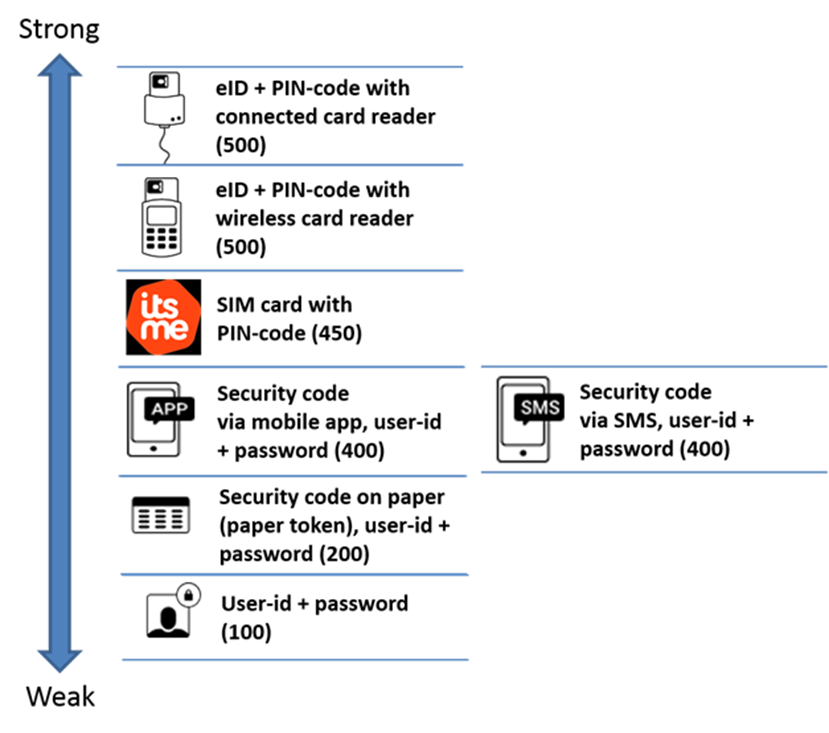 Strong
eID + PIN-code with
connected card reader
(500)
eID + PIN-code with
wireless card reader
(500)
its
me
SIM card with
PIN-code (450)
APP
Security code
via mobile app, user-id
+ password (400)
SMS
Security code
via SMS, user-id +
password (400)
Security code on paper
(paper token), user-id +
password (200)
User-id + password
(100)
Weak